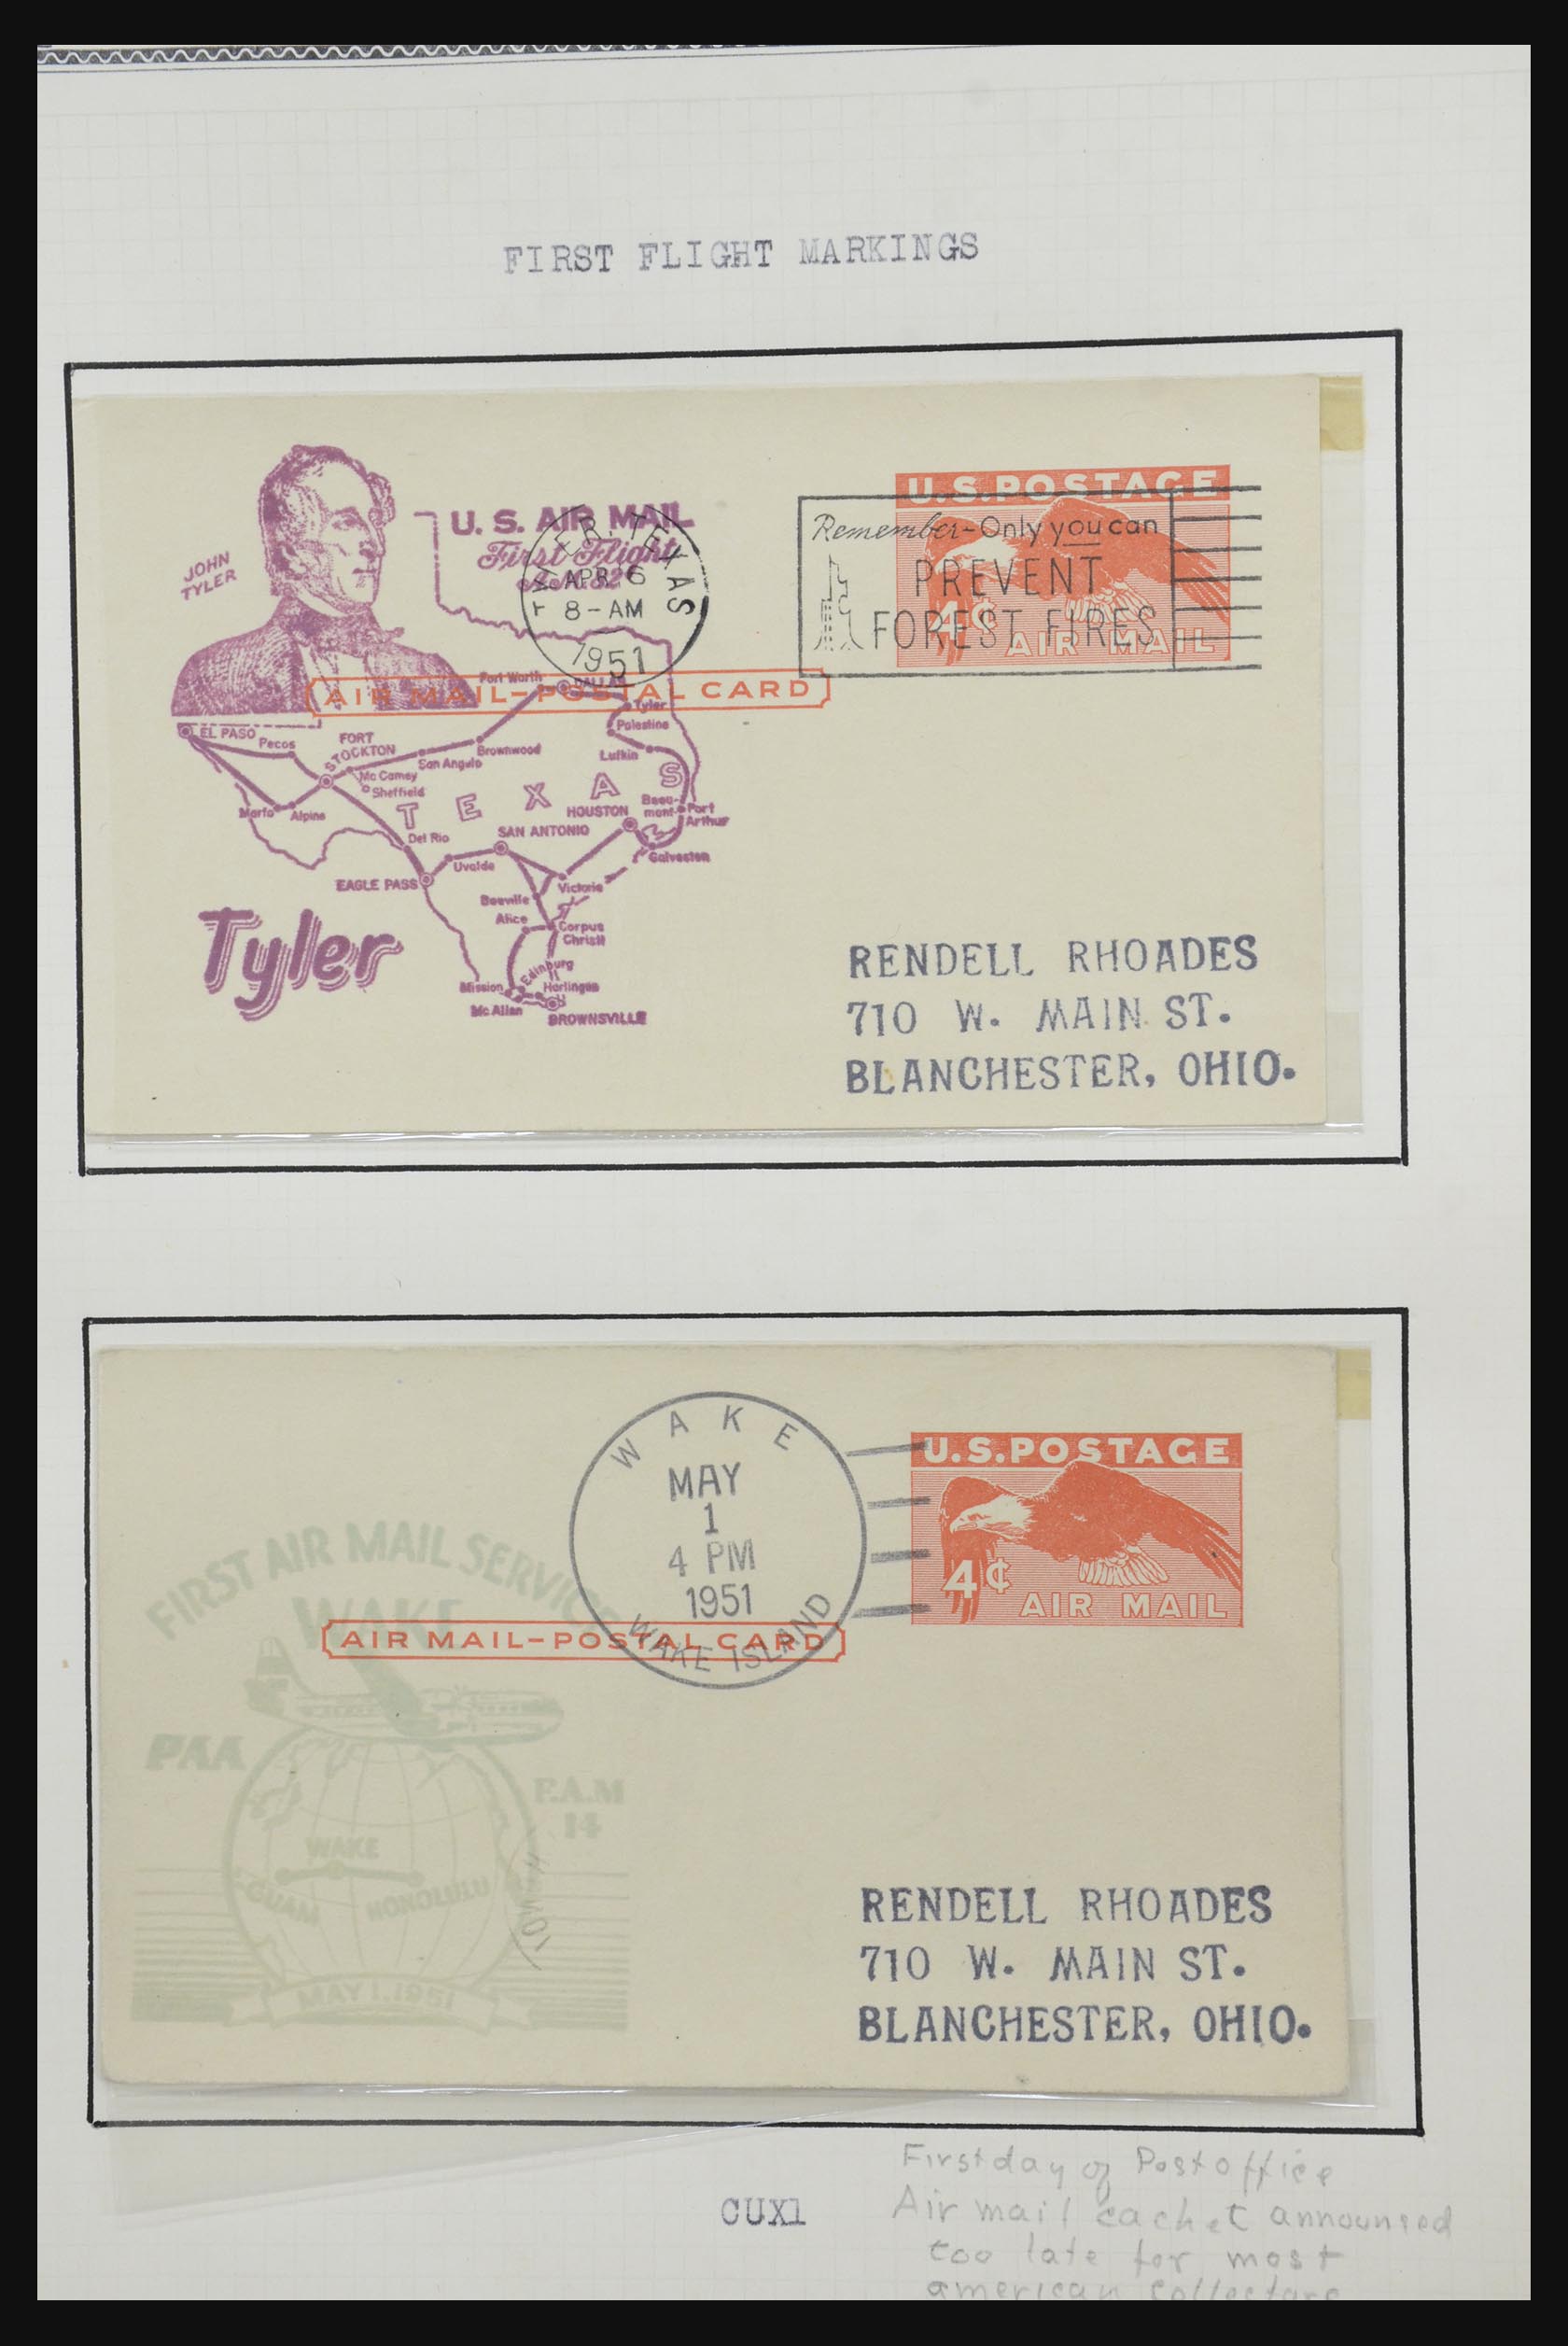 FIRST FLIGHT MARKINGS
U.S. POSTAGE
4¢
AIR MAIL
Remember-Only you can
PREVENT
FOREST FIRES
JOHN
TYLER
U. S. AIR MAIL
First Flight
TEXAS
APR 6
8-AM
1951
AIR MAIL-POSTAL CARD
Fort Worth
DALLAS
Tyler
Palestine
Lufkin
EL PASO
Pecos
FORT
STOCKTON
San Angelo
Brownwood
Mc Camey
Sheffield
Marfa
Alpine
TEXAS
HOUSTON
Beau-
mont
Port
Arthur
Galveston
Del Rio
SAN ANTONIO
Uvalde
EAGLE PASS
Victoria
Beeville
Alice
Corpus
Christi
Edinburg
Mission
Harlingen
Mc Allen
BROWNSVILLE
Tyler
RENDELL RHOADES
710 W. MAIN ST.
BLANCHESTER, OHIO.
WAKE
MAY
1
4 PM
1951
WAKE ISLAND
U.S. POSTAGE
4¢
AIR MAIL
FIRST AIR MAIL SERVICE
WAKE
AIR MAIL-POSTAL CARD
PAA
F.A.M
14
WAKE
GUAM
HONOLULU
MAY 1, 1951
RENDELL RHOADES
710 W. MAIN ST.
BLANCHESTER, OHIO.
CUX1
First day of Post office
Air mail cachet announsed
too late for most
american collectors